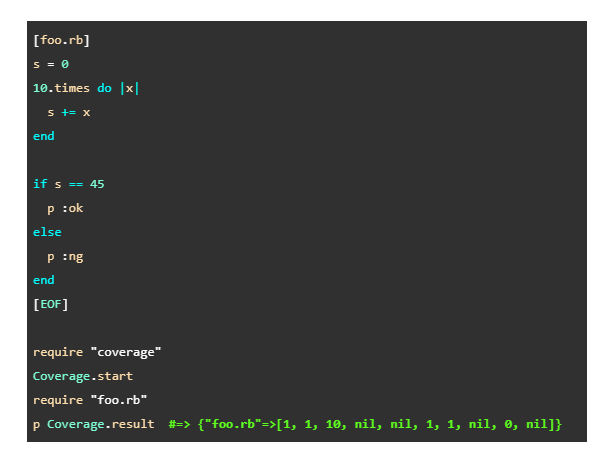 [foo.rb]
s = 0
10.times do |x|
  s += x
end

if s == 45
  p :ok
else
  p :ng
end
[EOF]

require "coverage"
Coverage.start
require "foo.rb"
p Coverage.result  #=> {"foo.rb"=>[1, 1, 10, nil, nil, 1, 1, nil, 0, nil]}